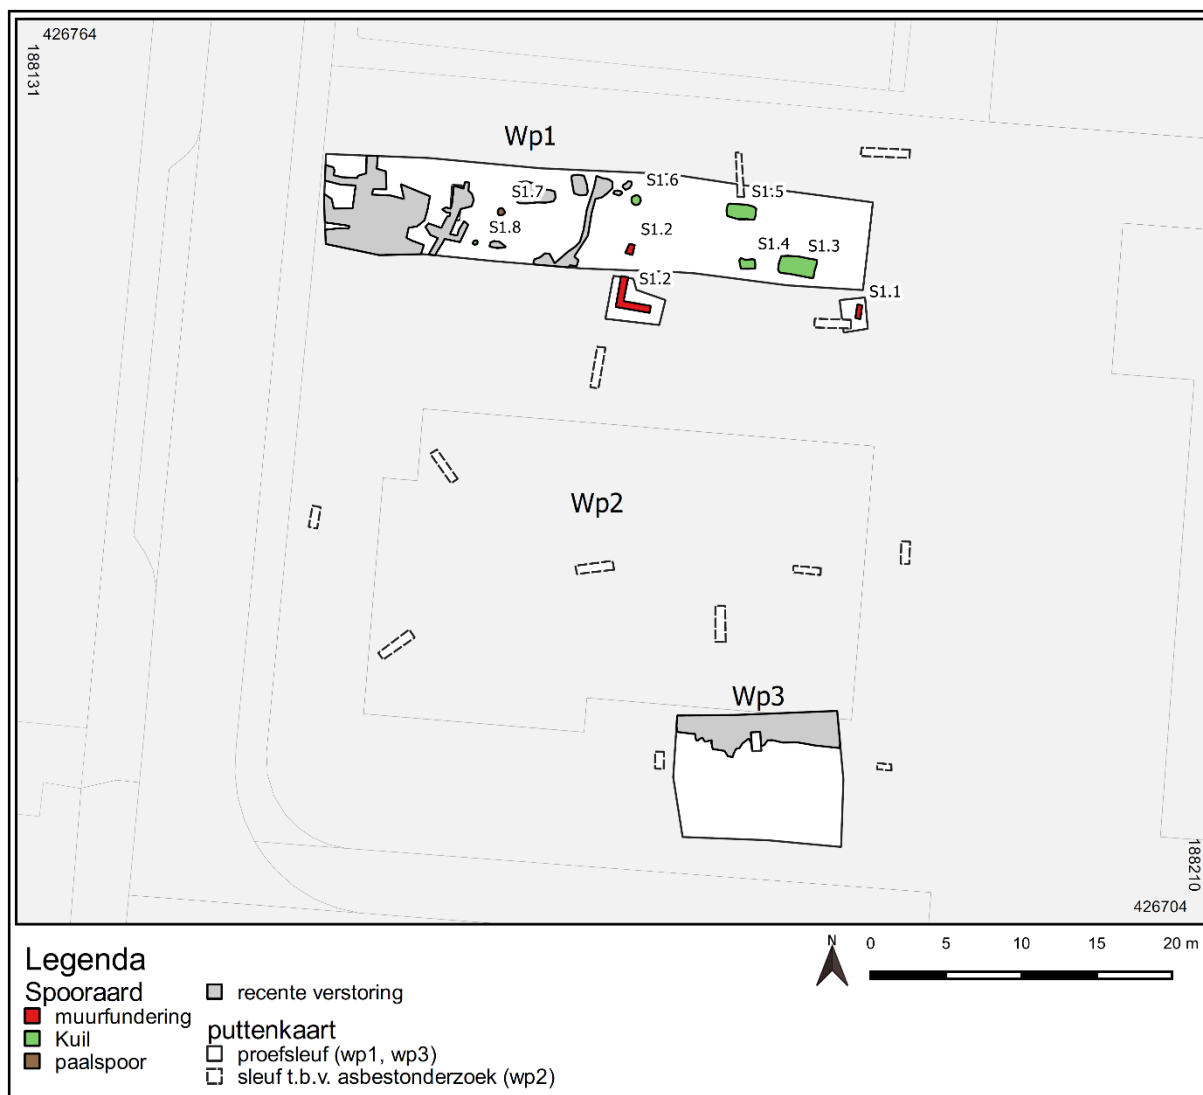 426764
188131
Wp1
S1.7
S1.6
S1.5
S1.8
S1.2
S1.4
S1.3
S1.2
S1.1
Wp2
Wp3
188210
426704
N
0 5 10 15 20 m
Legenda
Spooraard
muurfundering
Kuil
paalspoor
recente verstoring
puttenkaart
proefsleuf (wp1, wp3)
sleuf t.b.v. asbestonderzoek (wp2)